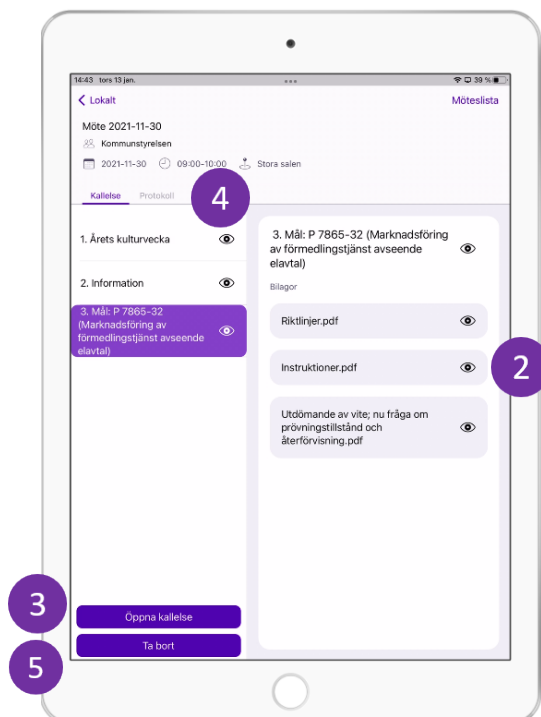 14:43 tors 13 jan.
39 %
Lokalt
Möteslista
Möte 2021-11-30
Kommunstyrelsen
2021-11-30 09:00-10:00 Stora salen
Kallelse Protokoll
4
1. Årets kulturvecka
2. Information
3. Mål: P 7865-32
(Marknadsföring av
förmedlingstjänst avseende
elavtal)
3. Mål: P 7865-32 (Marknadsföring
av förmedlingstjänst avseende
elavtal)
Bilagor
Riktlinjer.pdf
Instruktioner.pdf
2
Utdömande av vite; nu fråga om
prövningstillstånd och
återförvisning.pdf
3
Öppna kallelse
Ta bort
5